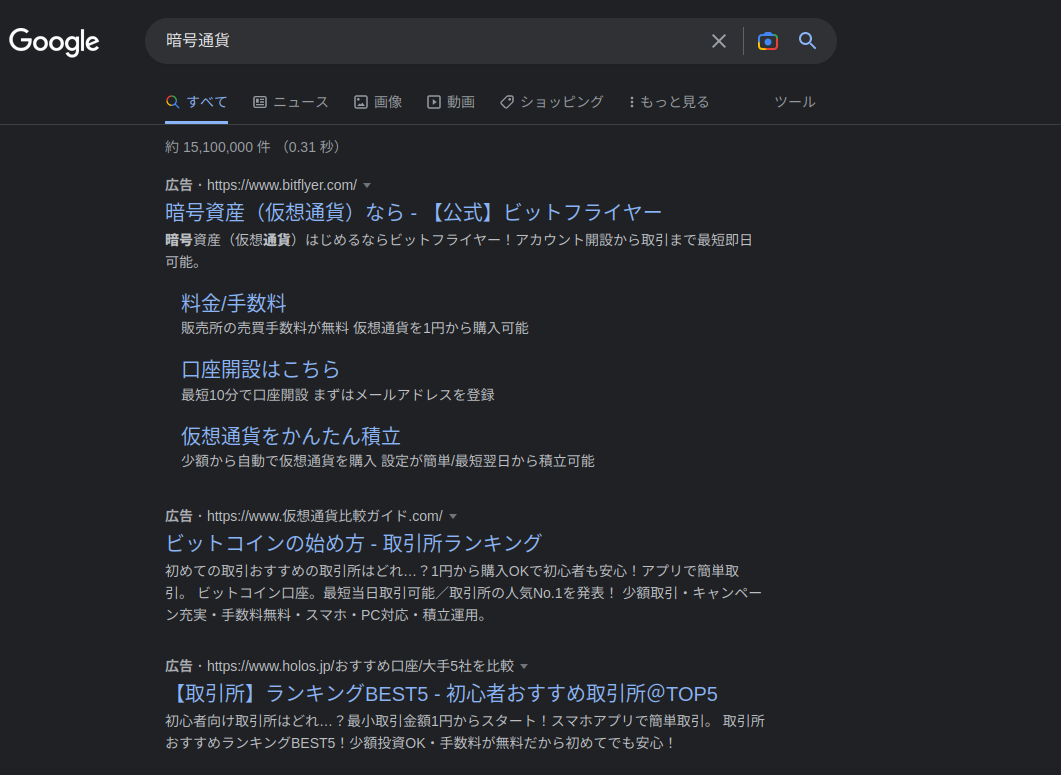 Google
暗号通貨
すべて ニュース 画像 動画 ショッピング もっと見る ツール
約 15,100,000 件 （0.31 秒）
広告・https://www.bitflyer.com/
暗号資産（仮想通貨）なら - 【公式】ビットフライヤー
暗号資産（仮想通貨）はじめるならビットフライヤー！アカウント開設から取引まで最短即日
可能。
料金/手数料
販売所の売買手数料が無料 仮想通貨を1円から購入可能
口座開設はこちら
最短10分で口座開設 まずはメールアドレスを登録
仮想通貨をかんたん積立
少額から自動で仮想通貨を購入 設定が簡単/最短翌日から積立可能
広告・https://www.仮想通貨比較ガイド.com/
ビットコインの始め方 - 取引所ランキング
初めての取引おすすめの取引所はどれ…？1円から購入OKで初心者も安心！アプリで簡単取
引。 ビットコイン口座。最短当日取引可能／取引所の人気No.1を発表！ 少額取引・キャンペー
ン充実・手数料無料・スマホ・PC対応・積立運用。
広告・https://www.holos.jp/おすすめ口座/大手5社を比較
【取引所】ランキングBEST5 - 初心者おすすめ取引所＠TOP5
初心者向け取引所はどれ…？最小取引金額1円からスタート！スマホアプリで簡単取引。 取引所
おすすめランキングBEST5！少額投資OK・手数料が無料だから初めてでも安心！